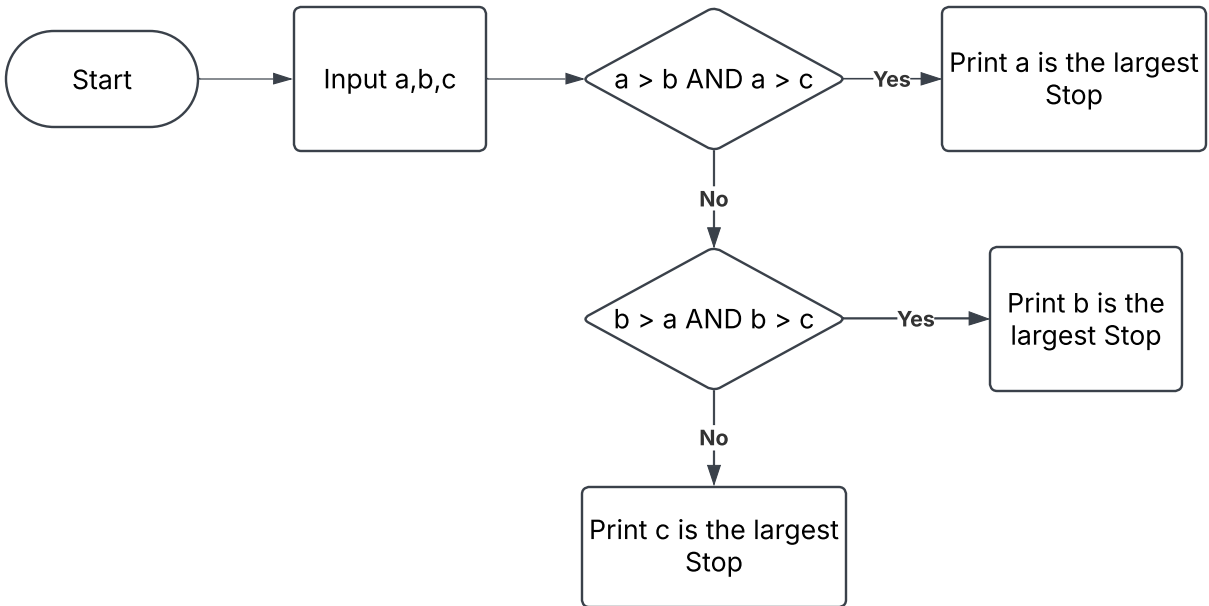 Start
Input a,b,c
a > b AND a > c
Yes
Print a is the largest
Stop
No
b > a AND b > c
Yes
Print b is the
largest Stop
No
Print c is the largest
Stop